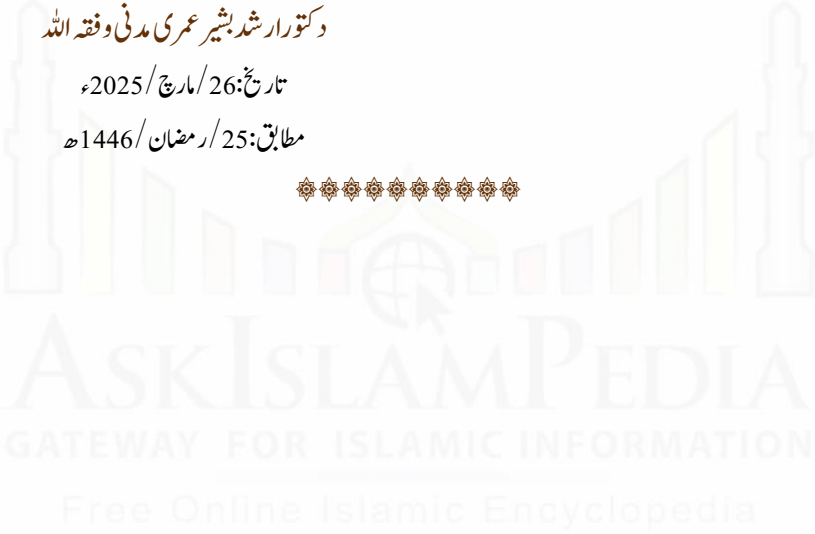 دکتور ارشد بشیر عمری مدنی وفقہ اللہ
تاریخ:26/مارچ/2025ء
مطابق:25/رمضان/1446ھ
ASKISLAMPEDIA
GATEWAY FOR ISLAMIC INFORMATION
Free Online Islamic Encyclopedia